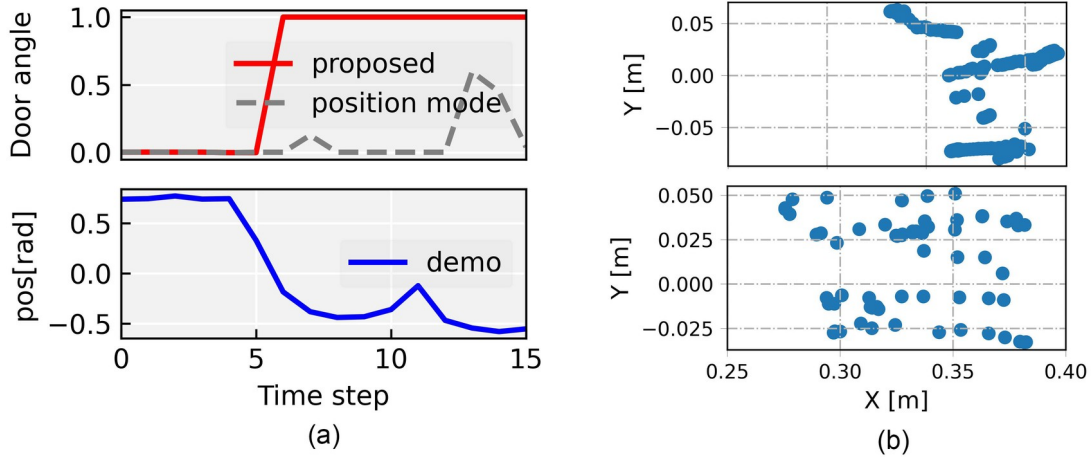 Door angle
1.0
0.5
0.0
proposed
position mode
pos[rad]
0.5
0.0
−0.5
demo
0
5
10
15
Time step
(a)
Y [m]
0.05
0.00
−0.05
Y [m]
0.050
0.025
0.000
−0.025
0.25
0.30
0.35
0.40
X [m]
(b)